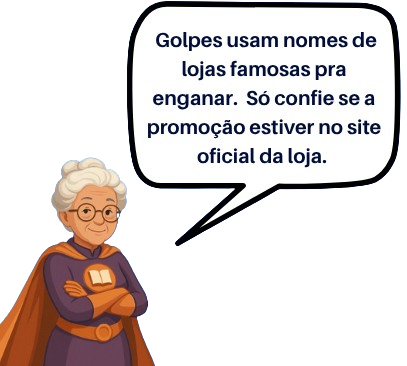 Golpes usam nomes de
lojas famosas pra
enganar. Só confie se a
promoção estiver no site
oficial da loja.